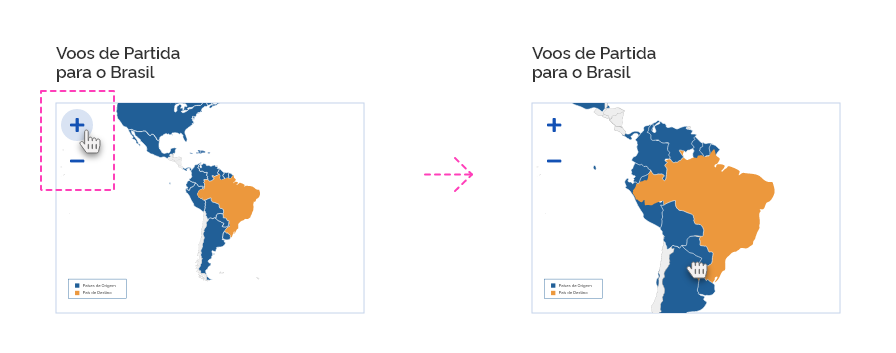 Voos de Partida
para o Brasil
+
−
Países de Origem
País de Destino
Voos de Partida
para o Brasil
+
−
Países de Origem
País de Destino